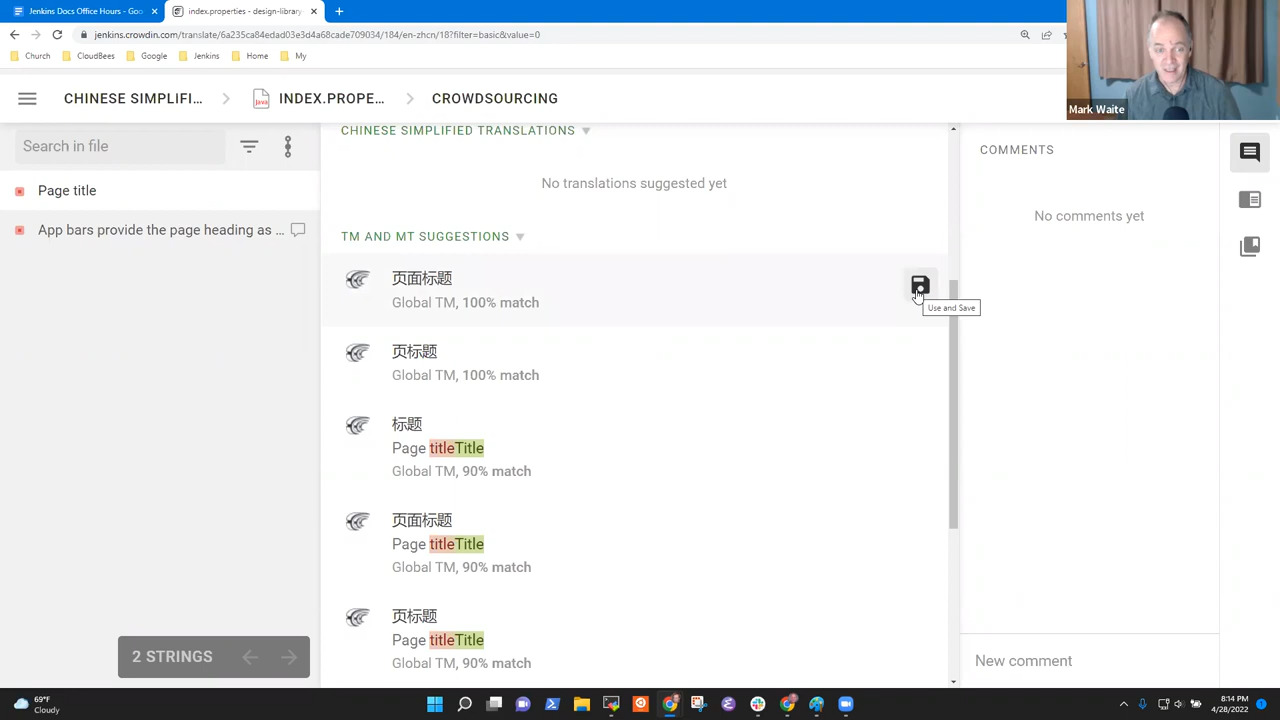 Jenkins Docs Office Hours - Goo
index.properties - design-library
jenkins.crowdin.com/translate/6a235ca84edad03e3d4a68cade709034/184/en-zhcn/18?filter=basic&value=0
Church
CloudBees
Google
Jenkins
Home
My
Mark Waite
CHINESE SIMPLIFI...
INDEX.PROPE...
CROWDSOURCING
Search in file
Page title
App bars provide the page heading as ...
2 STRINGS
CHINESE SIMPLIFIED TRANSLATIONS
No translations suggested yet
TM AND MT SUGGESTIONS
页面标题
Global TM, 100% match
Use and Save
页标题
Global TM, 100% match
标题
Page titleTitle
Global TM, 90% match
页面标题
Page titleTitle
Global TM, 90% match
页标题
Page titleTitle
Global TM, 90% match
COMMENTS
No comments yet
New comment
69°F
Cloudy
8:14 PM
4/28/2022